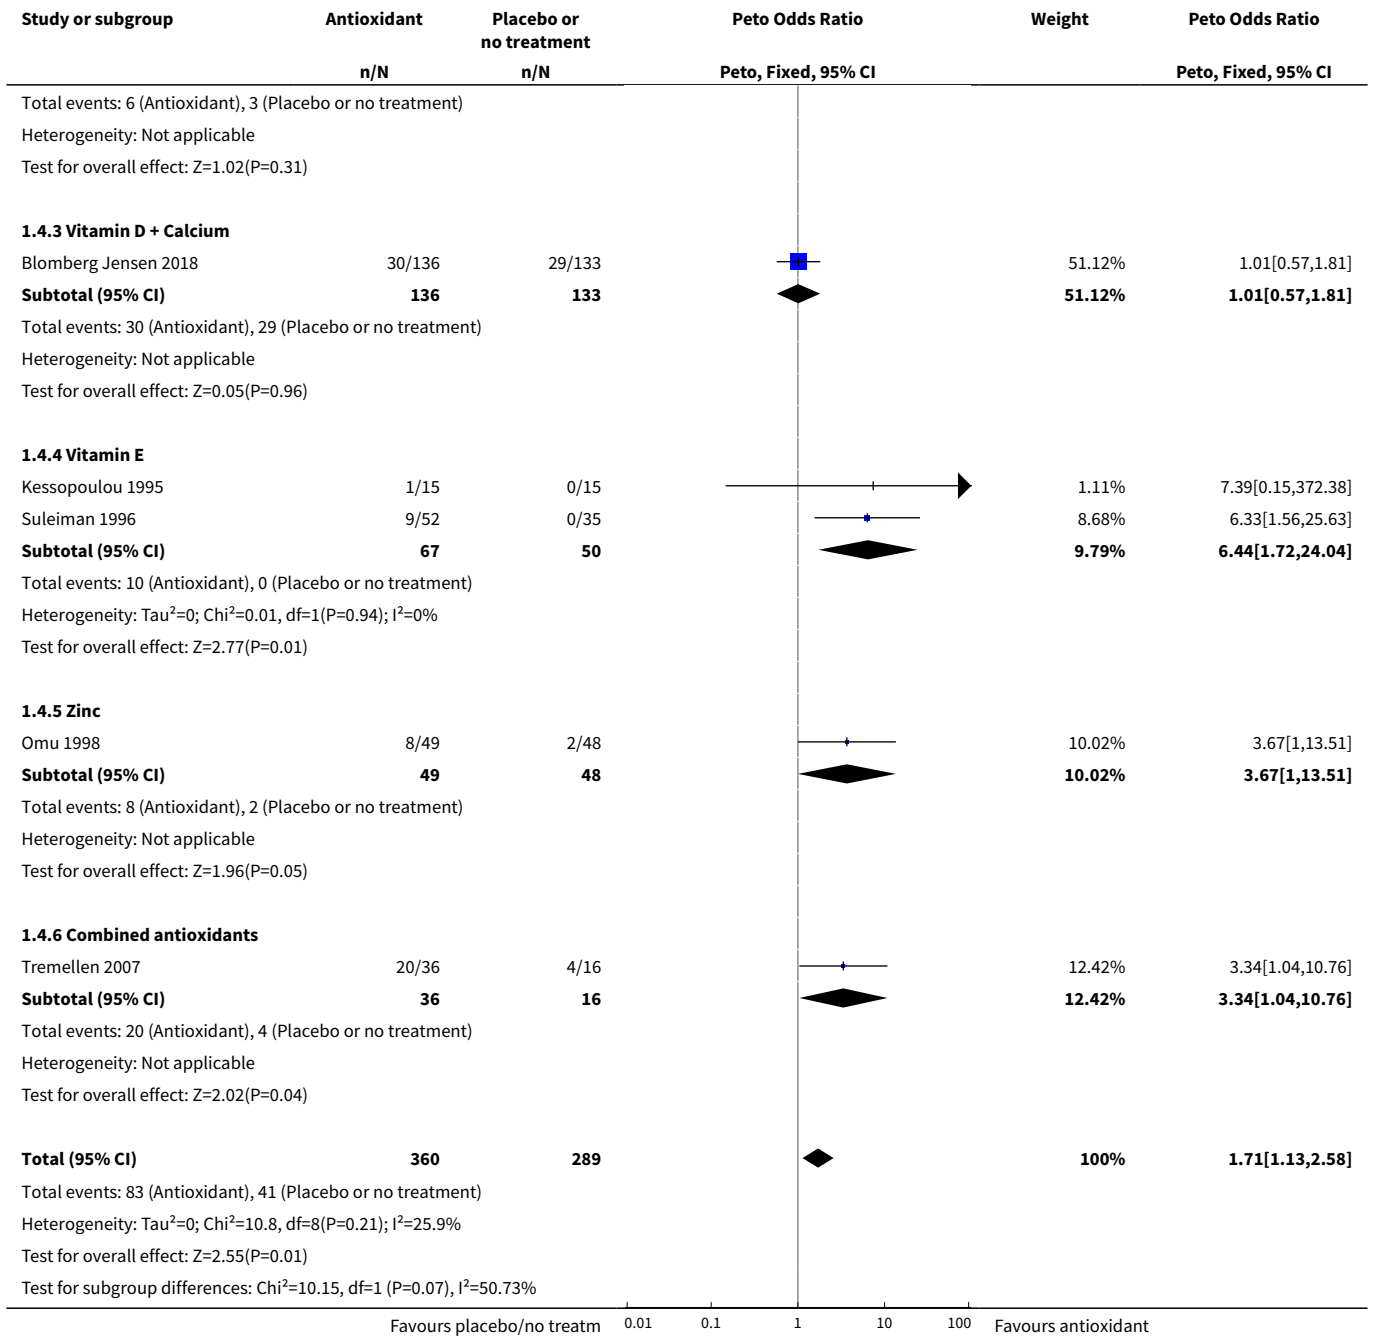 Study or subgroup Antioxidant Placebo or no treatment Peto Odds Ratio Weight Peto Odds Ratio
n/N n/N Peto, Fixed, 95% CI Peto, Fixed, 95% CI
Total events: 6 (Antioxidant), 3 (Placebo or no treatment)
Heterogeneity: Not applicable
Test for overall effect: Z=1.02(P=0.31)
1.4.3 Vitamin D + Calcium
Blomberg Jensen 2018 30/136 29/133 51.12% 1.01[0.57,1.81]
Subtotal (95% CI) 136 133 51.12% 1.01[0.57,1.81]
Total events: 30 (Antioxidant), 29 (Placebo or no treatment)
Heterogeneity: Not applicable
Test for overall effect: Z=0.05(P=0.96)
1.4.4 Vitamin E
Kessopoulou 1995 1/15 0/15 1.11% 7.39[0.15,372.38]
Suleiman 1996 9/52 0/35 8.68% 6.33[1.56,25.63]
Subtotal (95% CI) 67 50 9.79% 6.44[1.72,24.04]
Total events: 10 (Antioxidant), 0 (Placebo or no treatment)
Heterogeneity: Tau²=0; Chi²=0.01, df=1(P=0.94); I²=0%
Test for overall effect: Z=2.77(P=0.01)
1.4.5 Zinc
Omu 1998 8/49 2/48 10.02% 3.67[1,13.51]
Subtotal (95% CI) 49 48 10.02% 3.67[1,13.51]
Total events: 8 (Antioxidant), 2 (Placebo or no treatment)
Heterogeneity: Not applicable
Test for overall effect: Z=1.96(P=0.05)
1.4.6 Combined antioxidants
Tremellen 2007 20/36 4/16 12.42% 3.34[1.04,10.76]
Subtotal (95% CI) 36 16 12.42% 3.34[1.04,10.76]
Total events: 20 (Antioxidant), 4 (Placebo or no treatment)
Heterogeneity: Not applicable
Test for overall effect: Z=2.02(P=0.04)
Total (95% CI) 360 289 100% 1.71[1.13,2.58]
Total events: 83 (Antioxidant), 41 (Placebo or no treatment)
Heterogeneity: Tau²=0; Chi²=10.8, df=8(P=0.21); I²=25.9%
Test for overall effect: Z=2.55(P=0.01)
Test for subgroup differences: Chi²=10.15, df=1 (P=0.07), I²=50.73%
Favours placebo/no treatm 0.01 0.1 1 10 100 Favours antioxidant